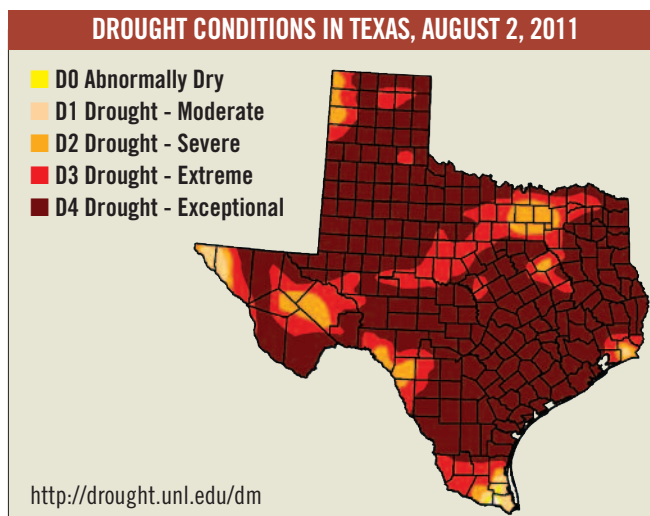 DROUGHT CONDITIONS IN TEXAS, AUGUST 2, 2011
D0 Abnormally Dry
D1 Drought - Moderate
D2 Drought - Severe
D3 Drought - Extreme
D4 Drought - Exceptional
http://drought.unl.edu/dm